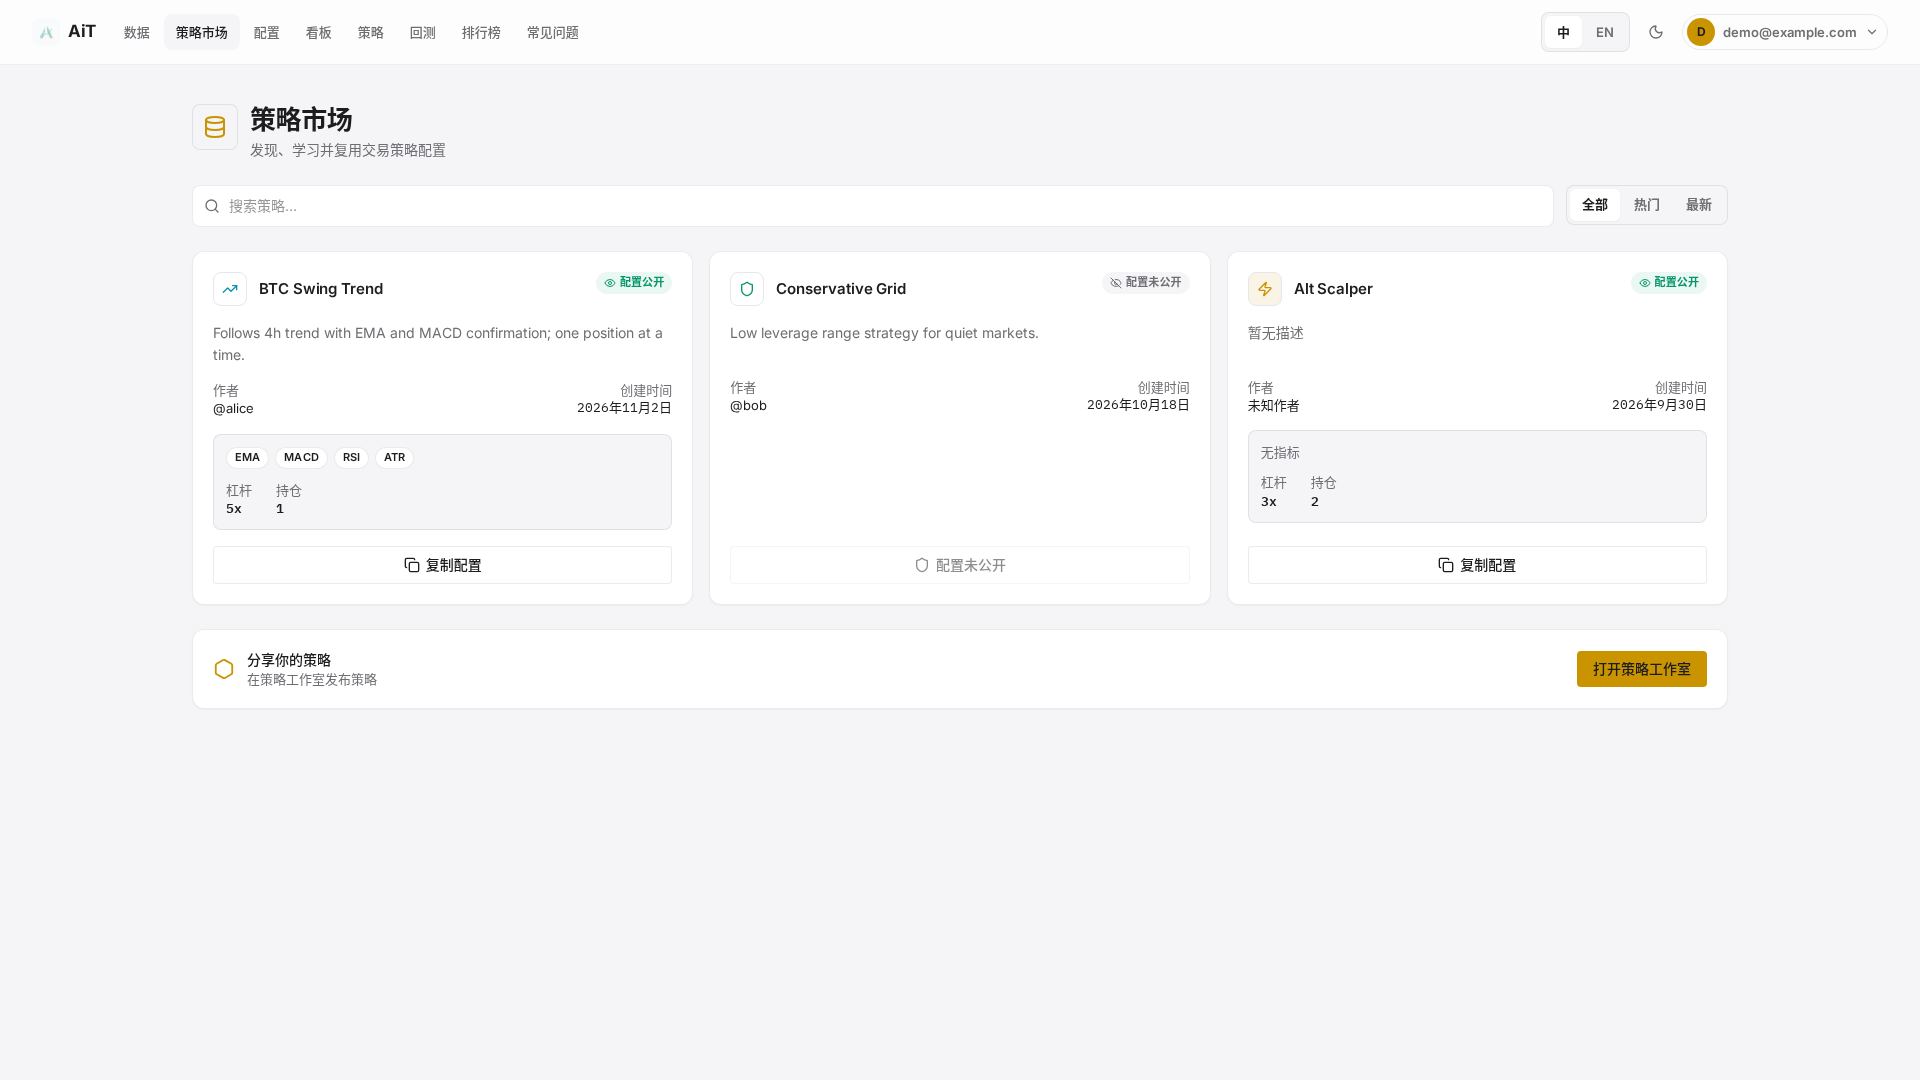 AiT
数据
策略市场
配置
看板
策略
回测
排行榜
常见问题
中
EN
D
demo@example.com
策略市场
发现、学习并复用交易策略配置
搜索策略...
全部
热门
最新
BTC Swing Trend
配置公开
Follows 4h trend with EMA and MACD confirmation; one position at a
time.
作者
创建时间
@alice
2026年11月2日
EMA
MACD
RSI
ATR
杠杆
持仓
5x
1
复制配置
Conservative Grid
配置未公开
Low leverage range strategy for quiet markets.
作者
创建时间
@bob
2026年10月18日
配置未公开
Alt Scalper
配置公开
暂无描述
作者
创建时间
未知作者
2026年9月30日
无指标
杠杆
持仓
3x
2
复制配置
分享你的策略
在策略工作室发布策略
打开策略工作室